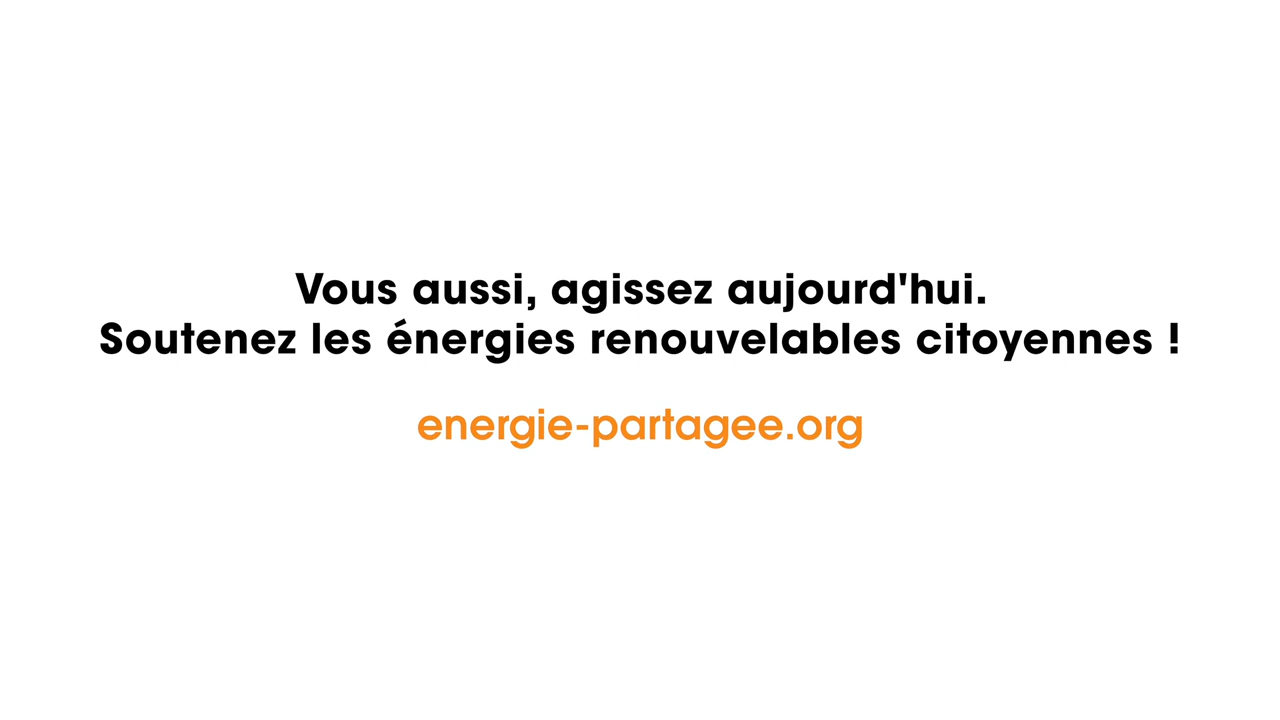 Vous aussi, agissez aujourd'hui.
Soutenez les énergies renouvelables citoyennes !
energie-partagee.org